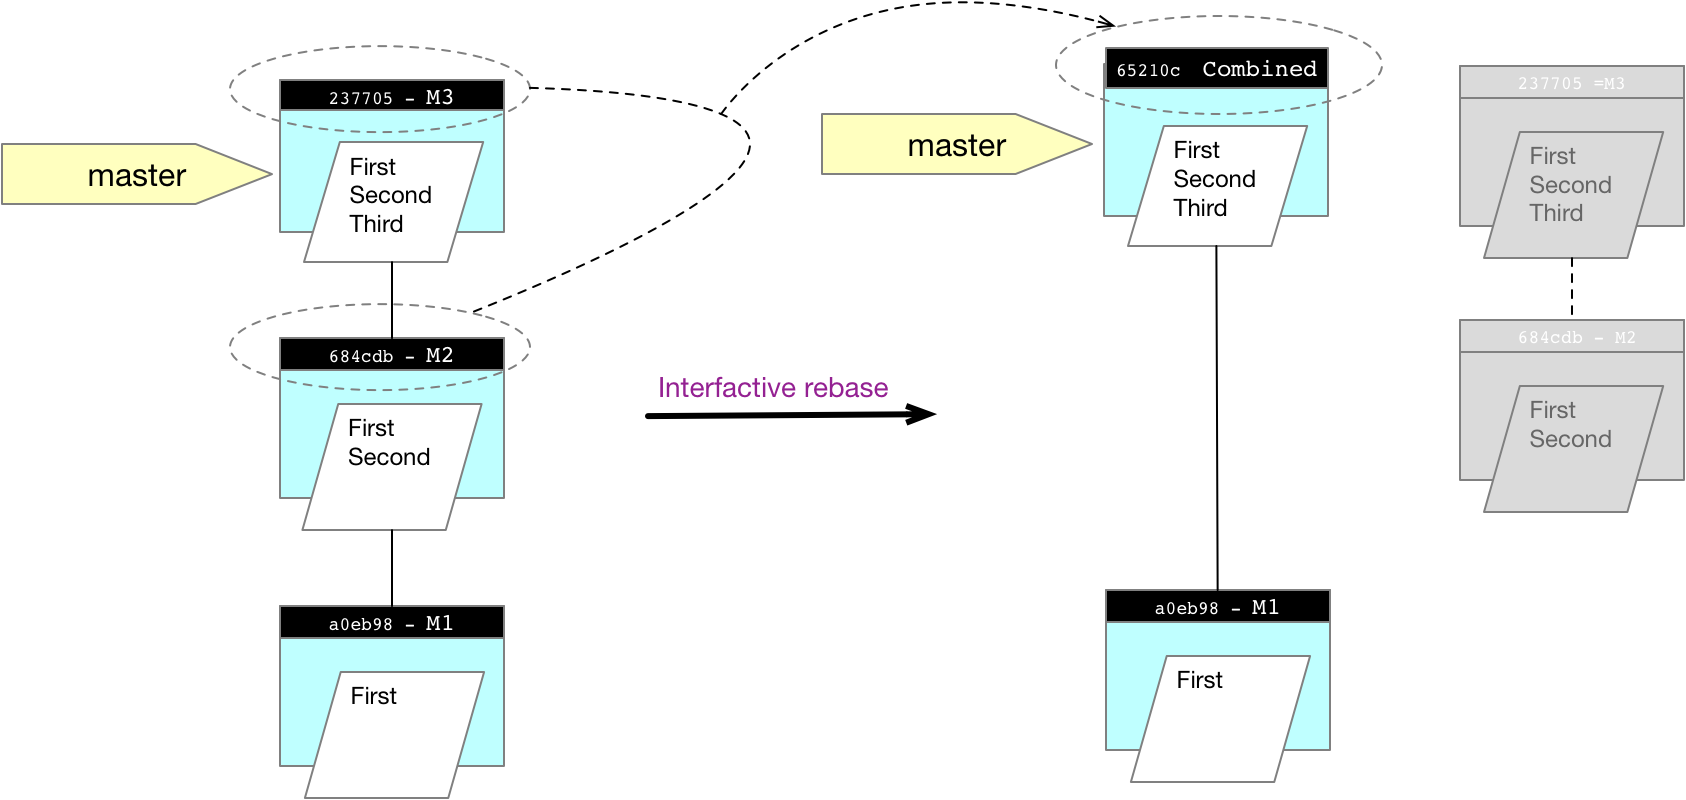 237705 - M3
master
First
Second
Third
684cdb - M2
First
Second
a0eb98 - M1
First
Interfactive rebase
65210c Combined
master
First
Second
Third
a0eb98 - M1
First
237705 =M3
First
Second
Third
684cdb - M2
First
Second